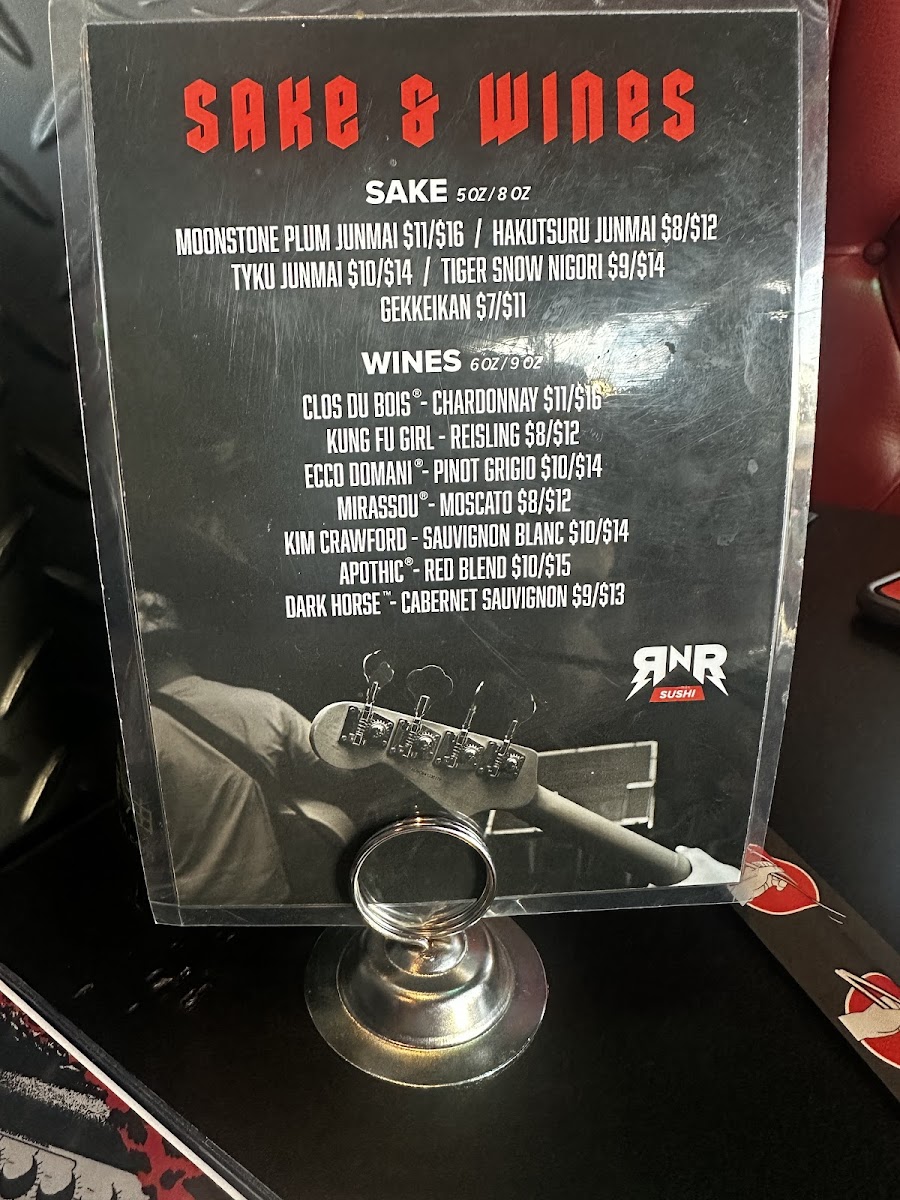 SAKE & WINES
SAKE 5 OZ / 8 OZ
MOONSTONE PLUM JUNMAI $11/$16 / HAKUTSURU JUNMAI $8/$12
TYKU JUNMAI $10/$14 / TIGER SNOW NIGORI $9/$14
GEKKEIKAN $7/$11
WINES 6 OZ / 9 OZ
CLOS DU BOIS® - CHARDONNAY $11/$16
KUNG FU GIRL - REISLING $8/$12
ECCO DOMANI® - PINOT GRIGIO $10/$14
MIRASSOU® - MOSCATO $8/$12
KIM CRAWFORD - SAUVIGNON BLANC $10/$14
APOTHIC® - RED BLEND $10/$15
DARK HORSE™ - CABERNET SAUVIGNON $9/$13
RNR
SUSHI